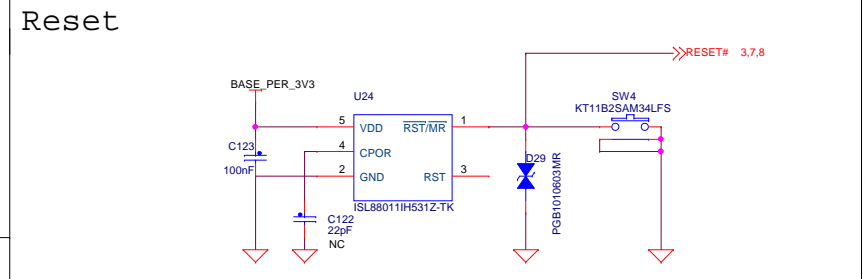 Reset
RESET# 3,7,8
BASE_PER_3V3
U24
SW4
KT11B2SAM34LFS
5 VDD RST/MR 1
4 CPOR
2 GND RST 3
C123
100nF
D29
PGB1010603MR
ISL88011IH531Z-TK
C122
22pF
NC